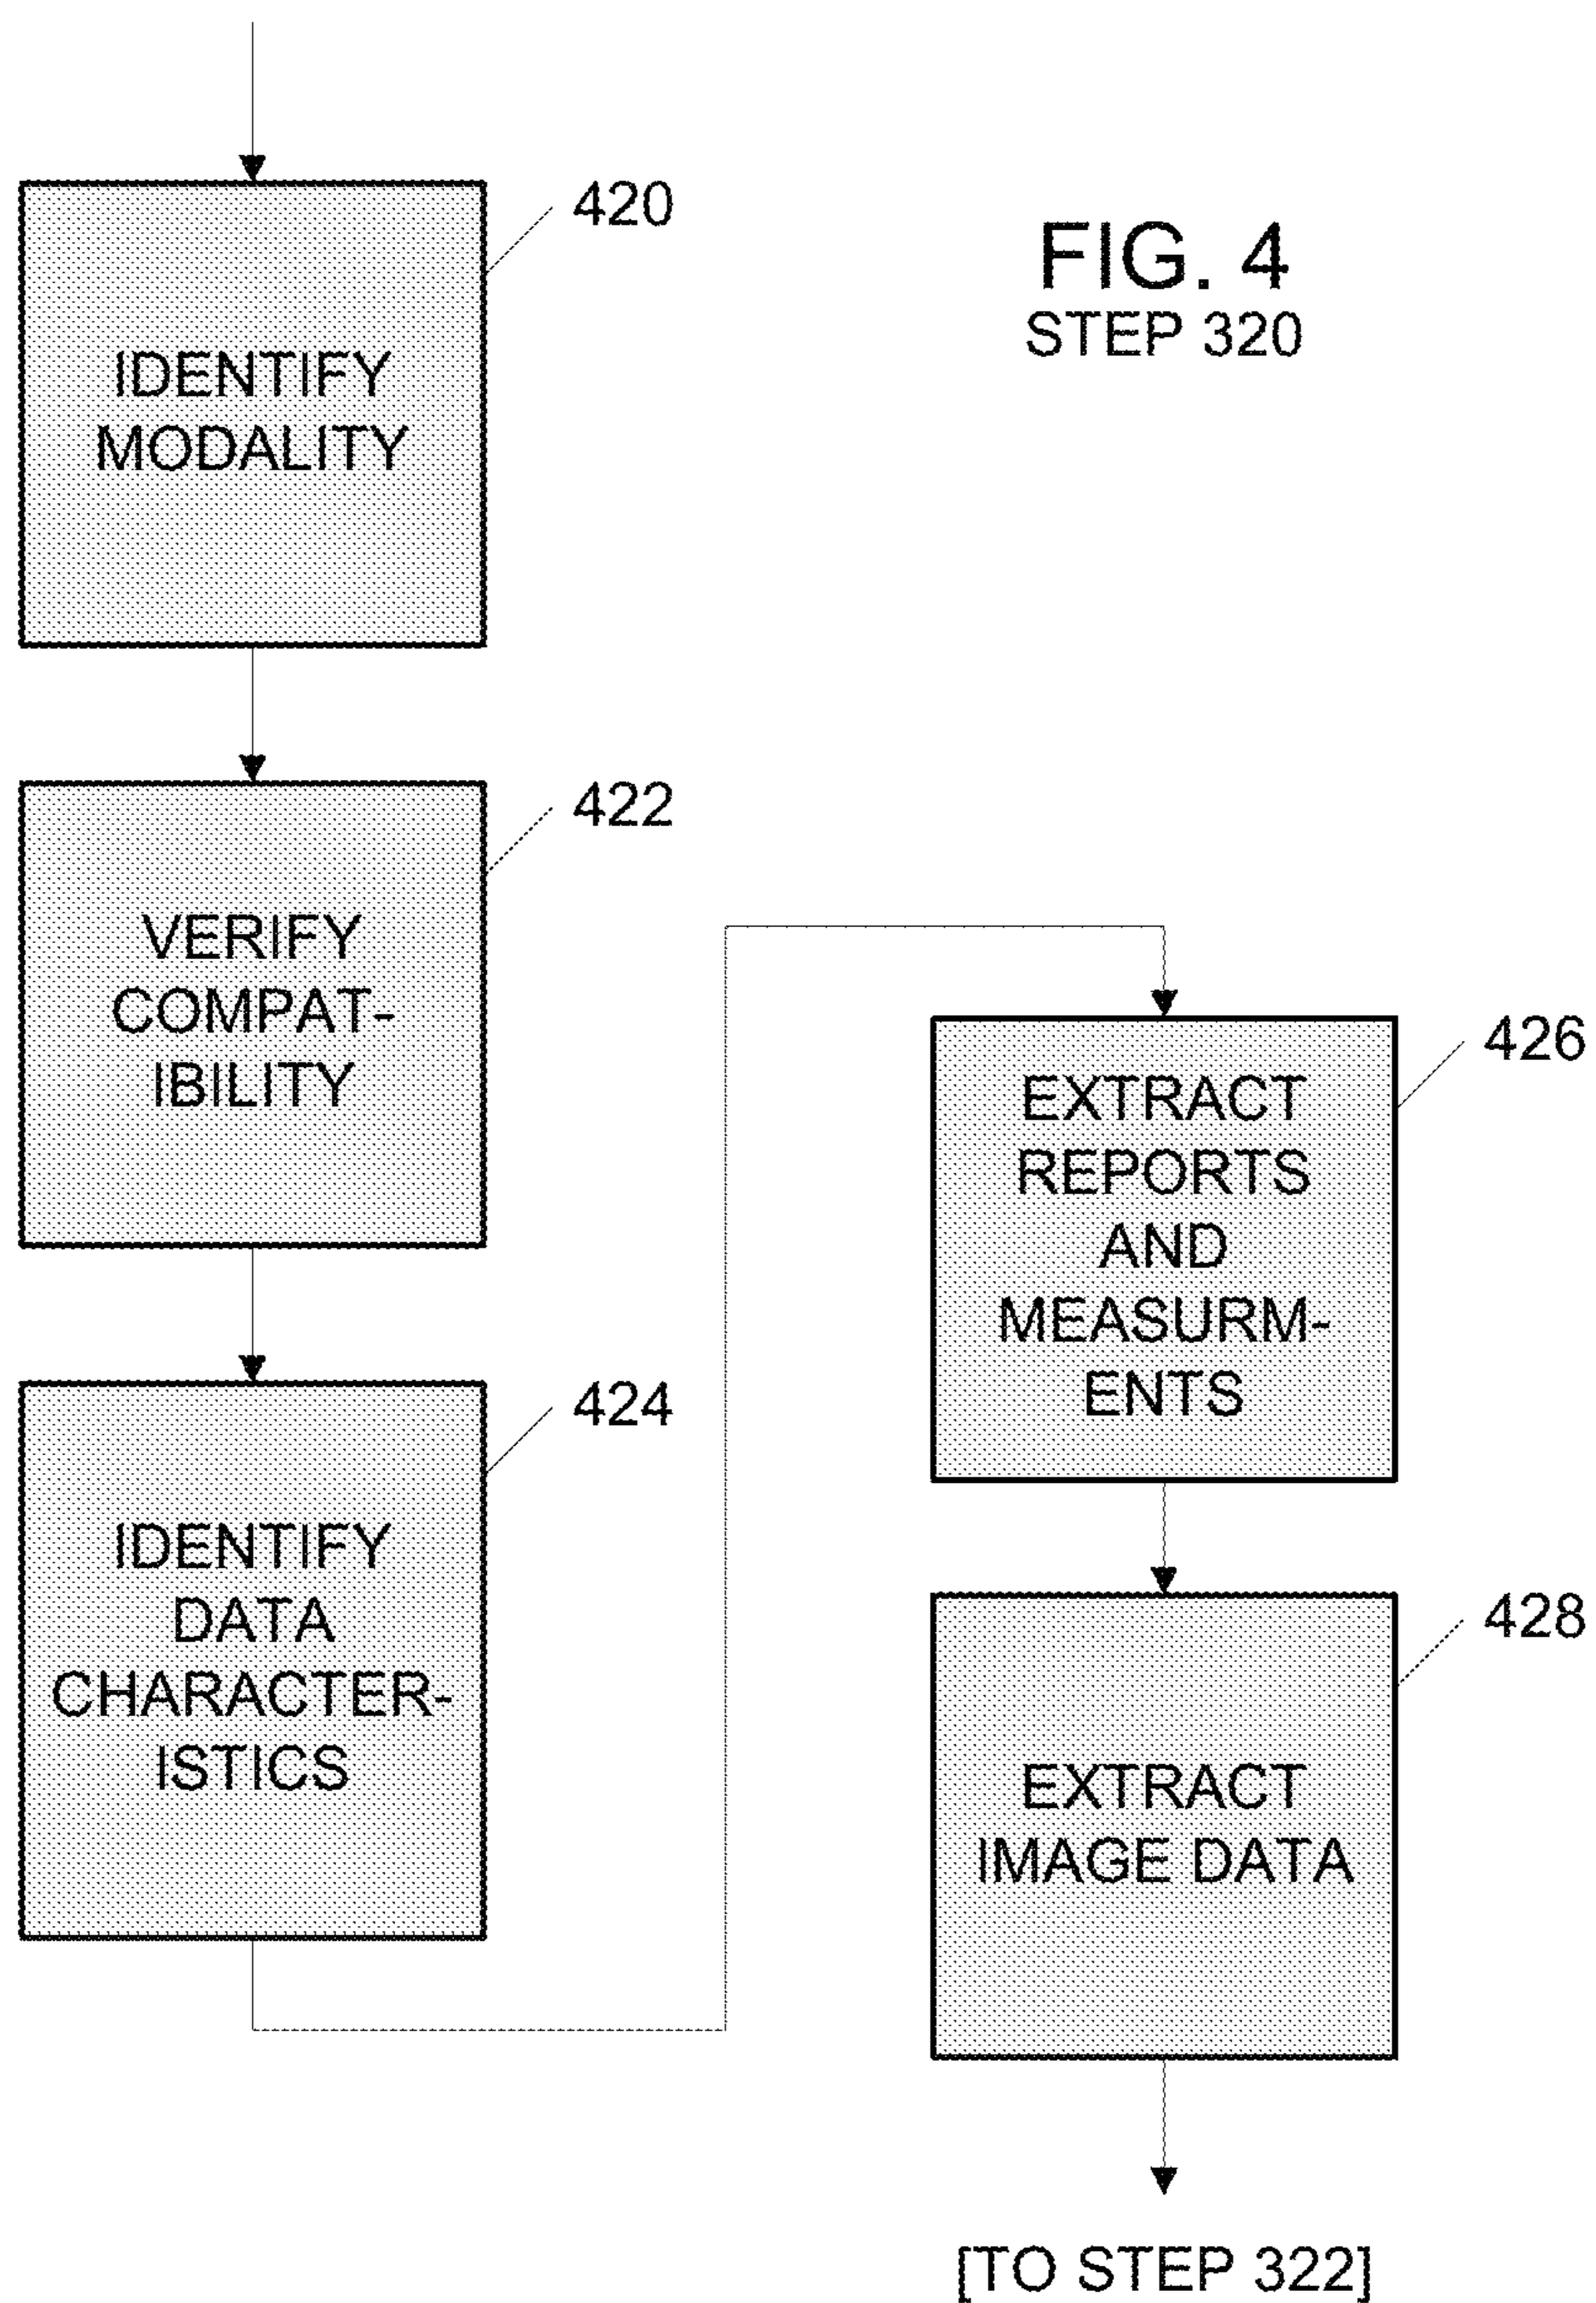 FIG. 4
STEP 320
420
IDENTIFY
MODALITY
422
VERIFY
COMPAT-
IBILITY
424
IDENTIFY
DATA
CHARACTER-
ISTICS
426
EXTRACT
REPORTS
AND
MEASURM-
ENTS
428
EXTRACT
IMAGE DATA
[TO STEP 322]